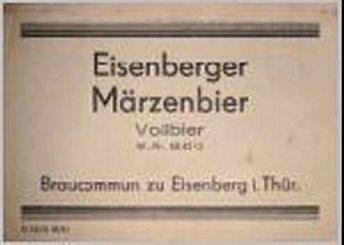 Eisenberger
Märzenbier
Vollbier
Braucommun zu Eisenberg i. Thür.